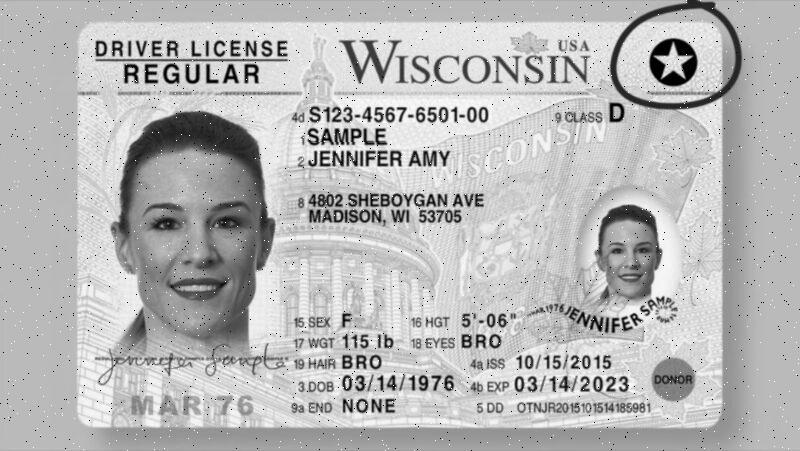 DRIVER LICENSE
REGULAR
WISCONSIN USA
4d S123-4567-6501-00
9 CLASS D
1 SAMPLE
2 JENNIFER AMY
8 4802 SHEBOYGAN AVE
MADISON, WI 53705
WISCONSIN
15 SEX F 16 HGT 5'-06"
17 WGT 115 lb 18 EYES BRO
19 HAIR BRO 4a ISS 10/15/2015
3 DOB 03/14/1976 4b EXP 03/14/2023
9a END NONE 5 DD OTNJR2015101514185981
JENNIFER SAMPLE
DONOR
Jennifer Sample
MAR 76